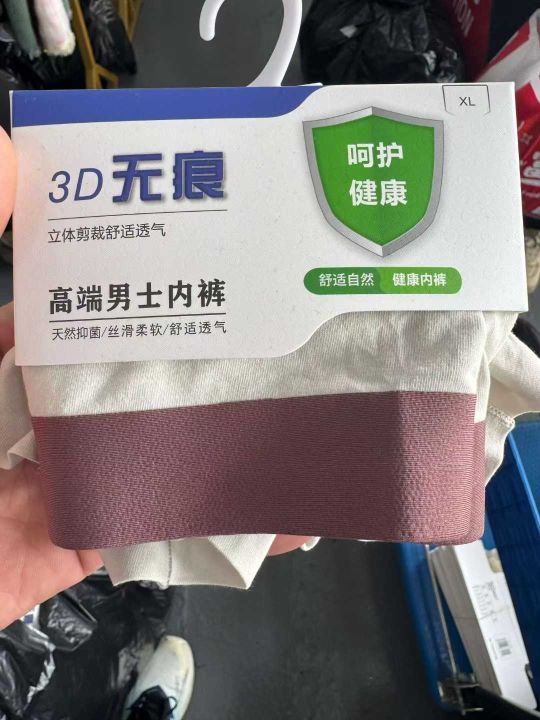 XL
3D无痕
立体剪裁舒适透气
呵护
健康
舒适自然 健康内裤
高端男士内裤
天然抑菌/丝滑柔软/舒适透气